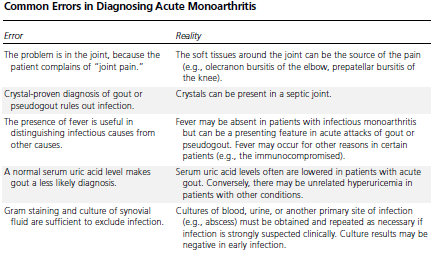 Common Errors in Diagnosing Acute Monoarthritis
Error
Reality
The problem is in the joint, because the
patient complains of “joint pain.”
The soft tissues around the joint can be the source of the pain
(e.g., olecranon bursitis of the elbow, prepatellar bursitis of
the knee).
Crystal-proven diagnosis of gout or
pseudogout rules out infection.
Crystals can be present in a septic joint.
The presence of fever is useful in
distinguishing infectious causes from
other causes.
Fever may be absent in patients with infectious monoarthritis
but can be a presenting feature in acute attacks of gout or
pseudogout. Fever may occur for other reasons in certain
patients (e.g., the immunocompromised).
A normal serum uric acid level makes
gout a less likely diagnosis.
Serum uric acid levels often are lowered in patients with acute
gout. Conversely, there may be unrelated hyperuricemia in
patients with other conditions.
Gram staining and culture of synovial
fluid are sufficient to exclude infection.
Cultures of blood, urine, or another primary site of infection
(e.g., abscess) must be obtained and repeated as necessary if
infection is strongly suspected clinically. Culture results may be
negative in early infection.